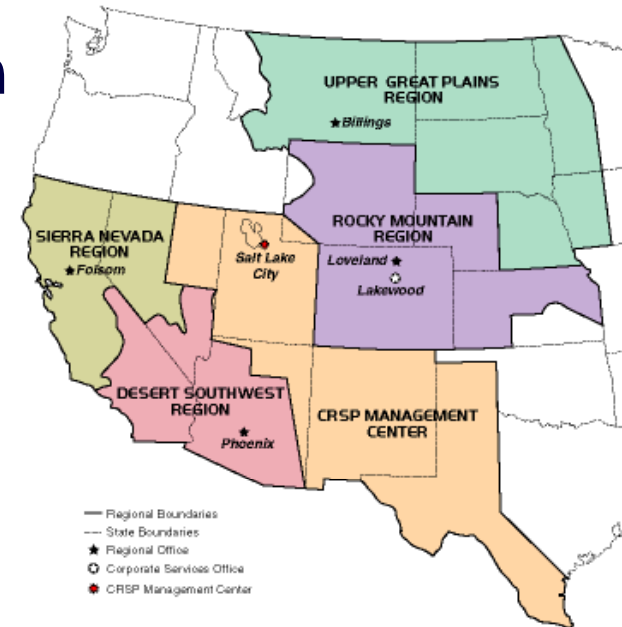 n
UPPER GREAT PLAINS
REGION
Billings
ROCKY MOUNTAIN
REGION
SIERRA NEVADA
REGION
Folsom
Salt Lake
City
Loveland
Lakewood
DESERT SOUTHWEST
REGION
Phoenix
CRSP MANAGEMENT
CENTER
Regional Boundaries
State Boundaries
Regional Office
Corporate Services Office
CRSP Management Center